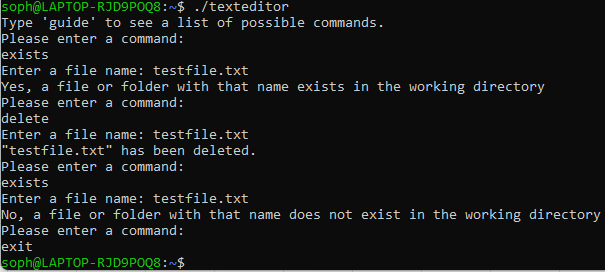 soph@LAPTOP-RJD9POQ8:~$ ./texteditor
Type 'guide' to see a list of possible commands.
Please enter a command:
exists
Enter a file name: testfile.txt
Yes, a file or folder with that name exists in the working directory
Please enter a command:
delete
Enter a file name: testfile.txt
"testfile.txt" has been deleted.
Please enter a command:
exists
Enter a file name: testfile.txt
No, a file or folder with that name does not exist in the working directory
Please enter a command:
exit
soph@LAPTOP-RJD9POQ8:~$